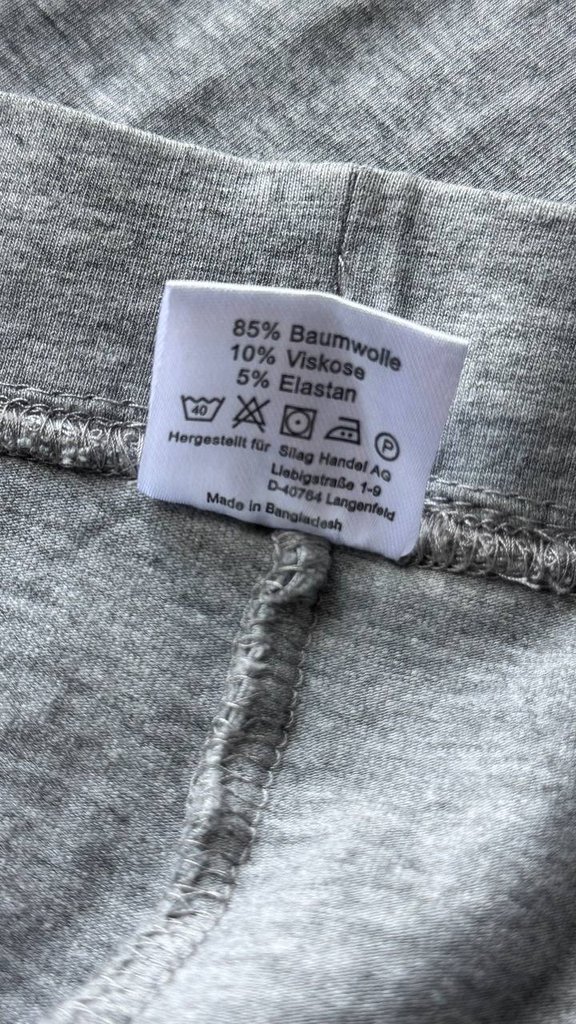 85% Baumwolle
10% Viskose
5% Elastan
40 P
Hergestellt für Silag Handel AG
Liebigstraße 1-9
D-40764 Langenfeld
Made in Bangladesh